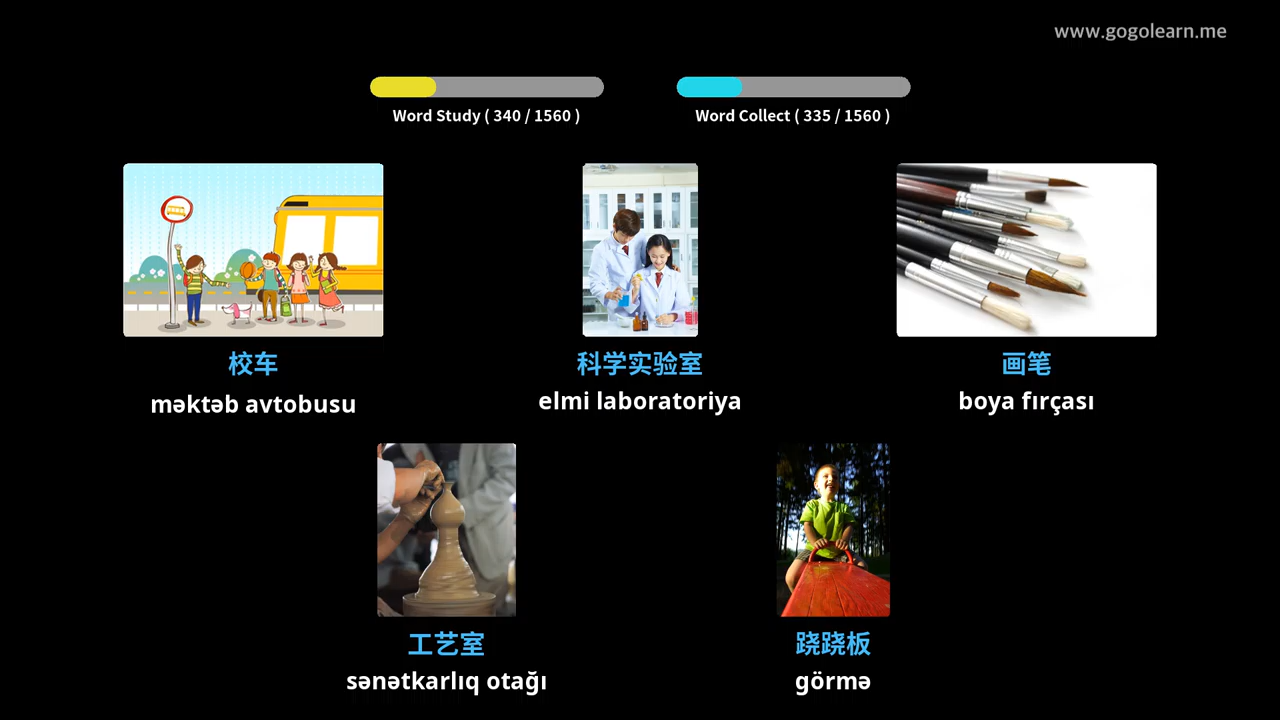 www.gogolearn.me
Word Study ( 340 / 1560 )
Word Collect ( 335 / 1560 )
校车
məktəb avtobusu
科学实验室
elmi laboratoriya
画笔
boya fırçası
工艺室
sənətkarlıq otağı
跷跷板
görmə